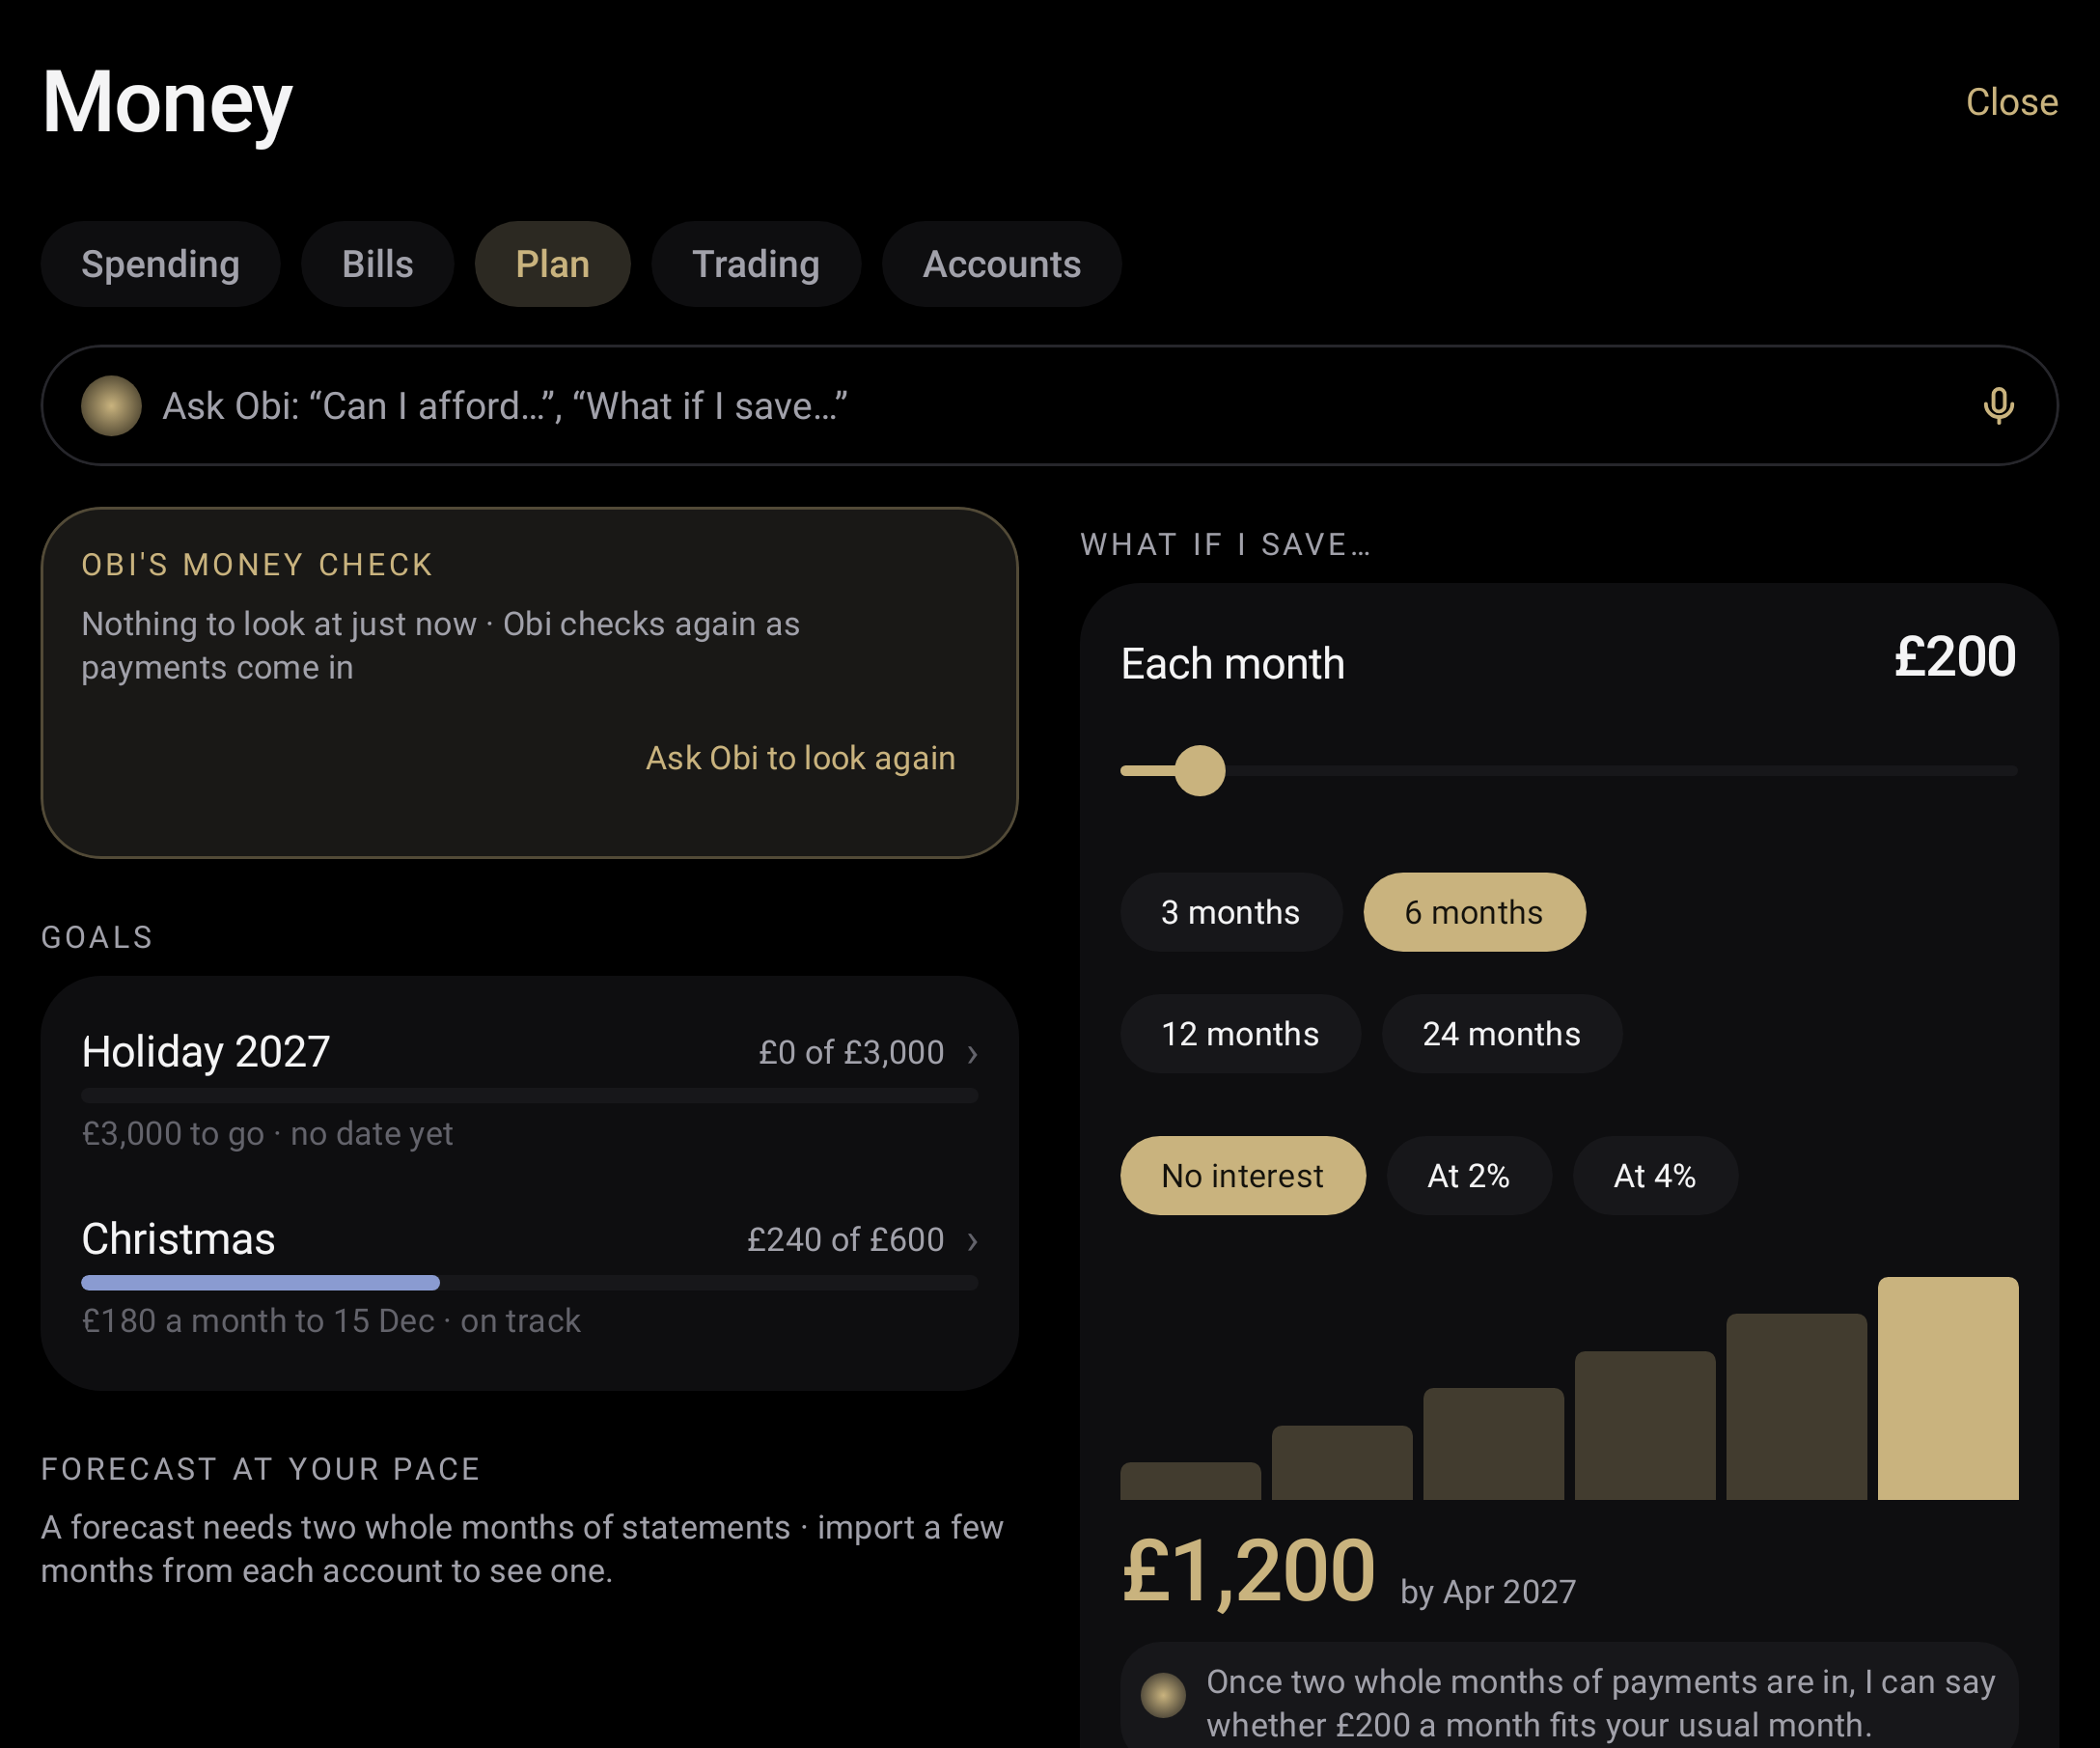 Money
Close
Spending
Bills
Plan
Trading
Accounts
Ask Obi: “Can I afford…”, “What if I save…”
OBI'S MONEY CHECK
Nothing to look at just now · Obi checks again as
payments come in
Ask Obi to look again
GOALS
Holiday 2027
£0 of £3,000 ›
£3,000 to go · no date yet
Christmas
£240 of £600 ›
£180 a month to 15 Dec · on track
FORECAST AT YOUR PACE
A forecast needs two whole months of statements · import a few
months from each account to see one.
WHAT IF I SAVE…
Each month
£200
3 months
6 months
12 months
24 months
No interest
At 2%
At 4%
£1,200 by Apr 2027
Once two whole months of payments are in, I can say
whether £200 a month fits your usual month.